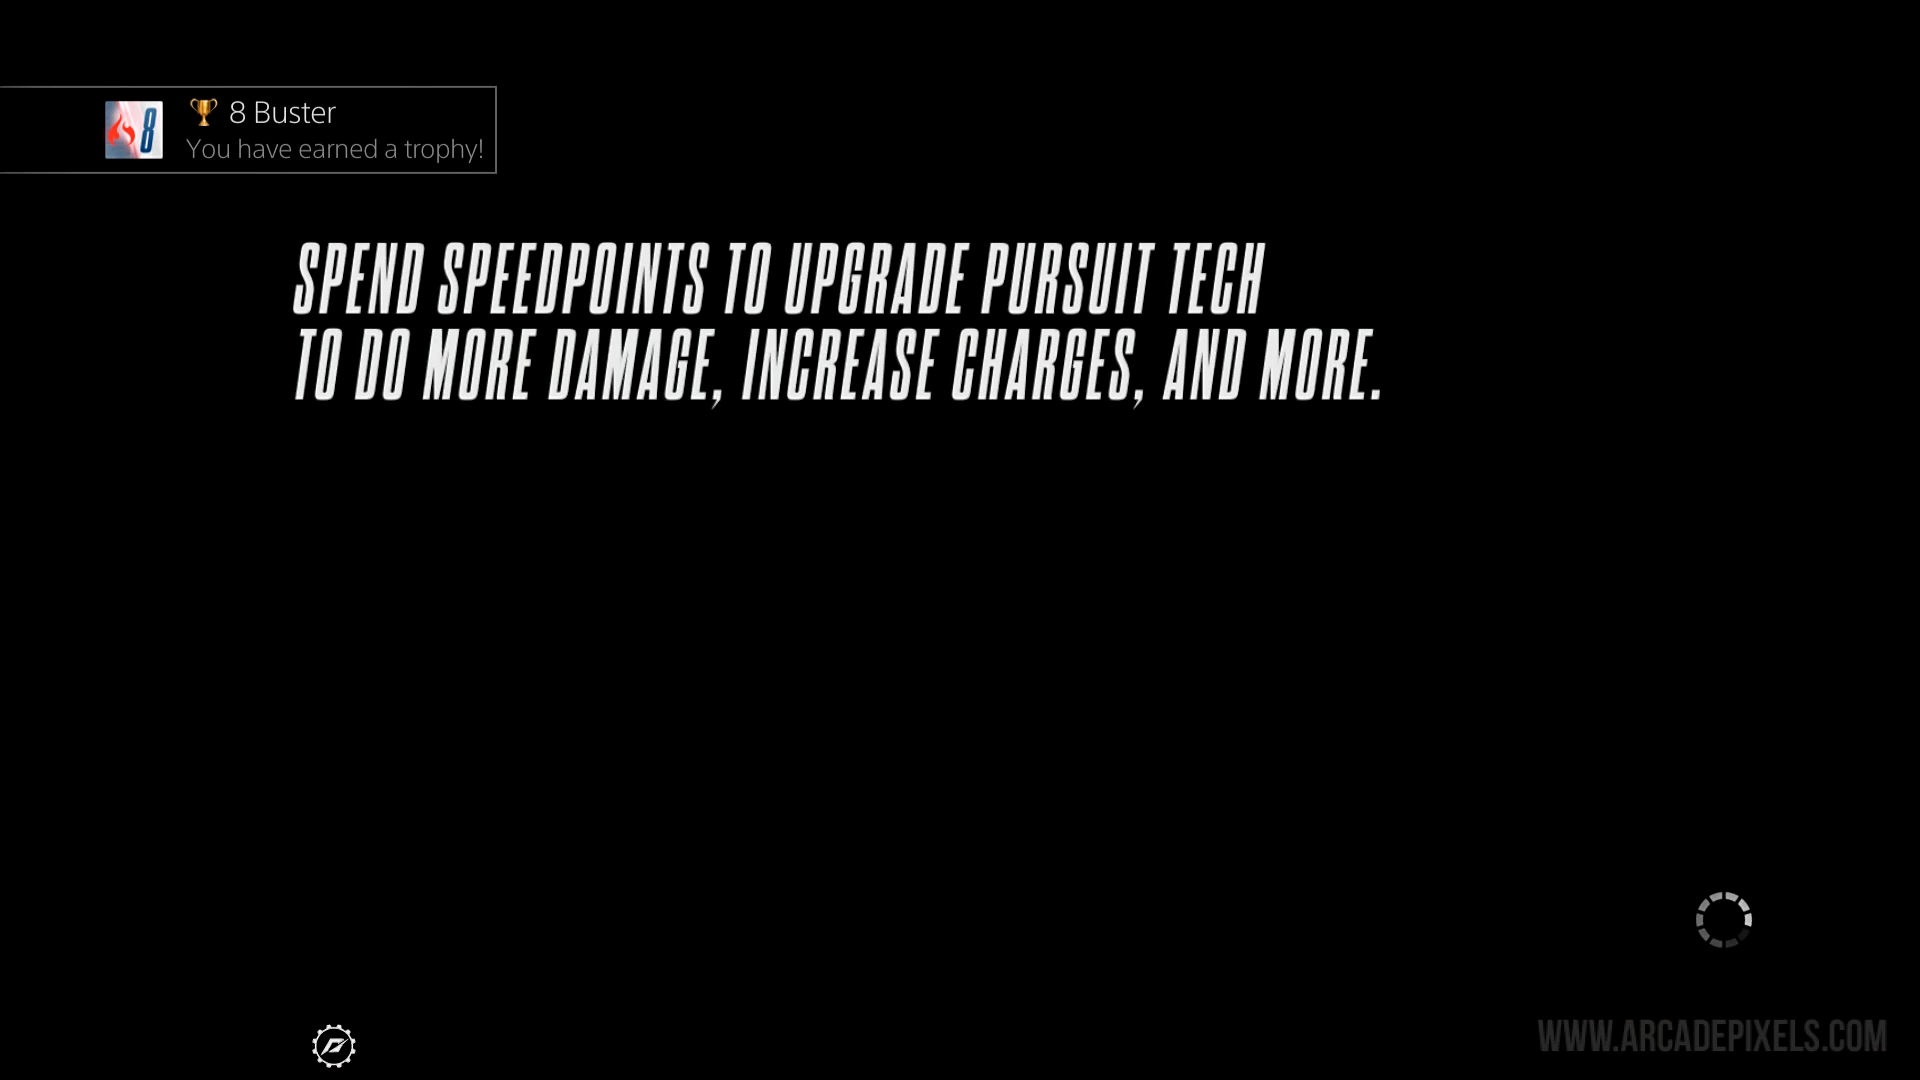 8 Buster
You have earned a trophy!
8
SPEND SPEEDPOINTS TO UPGRADE PURSUIT TECH
TO DO MORE DAMAGE, INCREASE CHARGES, AND MORE.
WWW.ARCADEPIXELS.COM